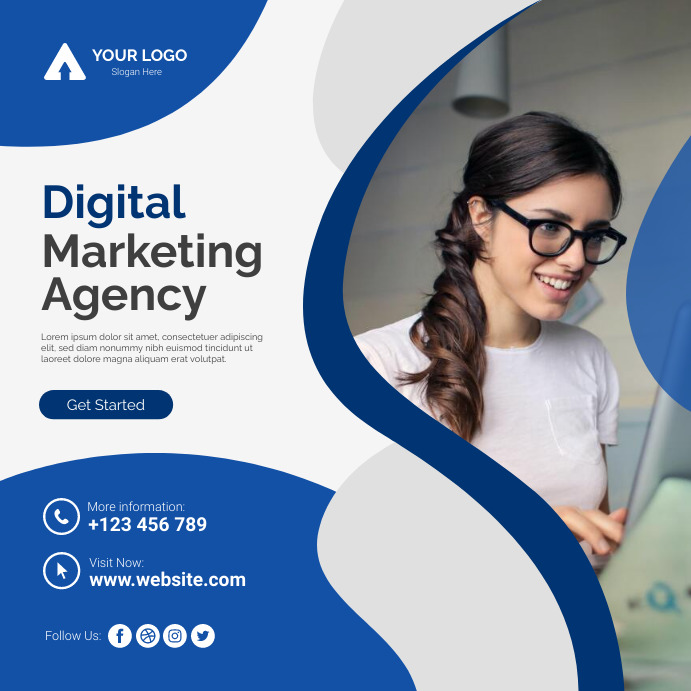 YOUR LOGO
Slogan Here
Digital
Marketing
Agency
Lorem ipsum dolor sit amet, consectetuer adipiscing
elit, sed diam nonummy nibh euismod tincidunt ut
laoreet dolore magna aliquam erat volutpat.
Get Started
More information:
+123 456 789
Visit Now:
www.website.com
Follow Us: